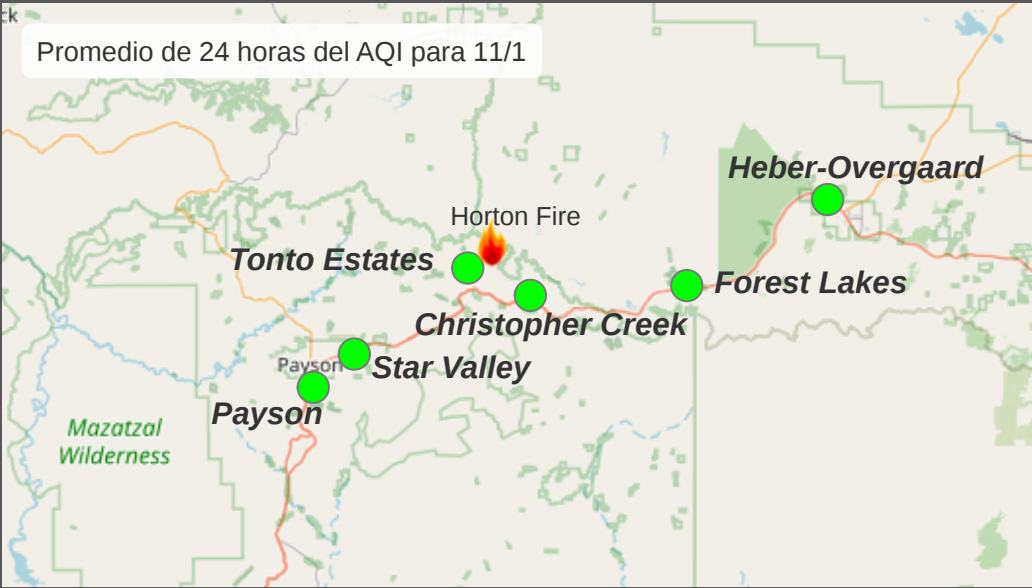 ck
Promedio de 24 horas del AQI para 11/1
Heber-Overgaard
Horton Fire
Tonto Estates
Forest Lakes
Christopher Creek
Payson
Star Valley
Payson
Mazatzal
Wilderness